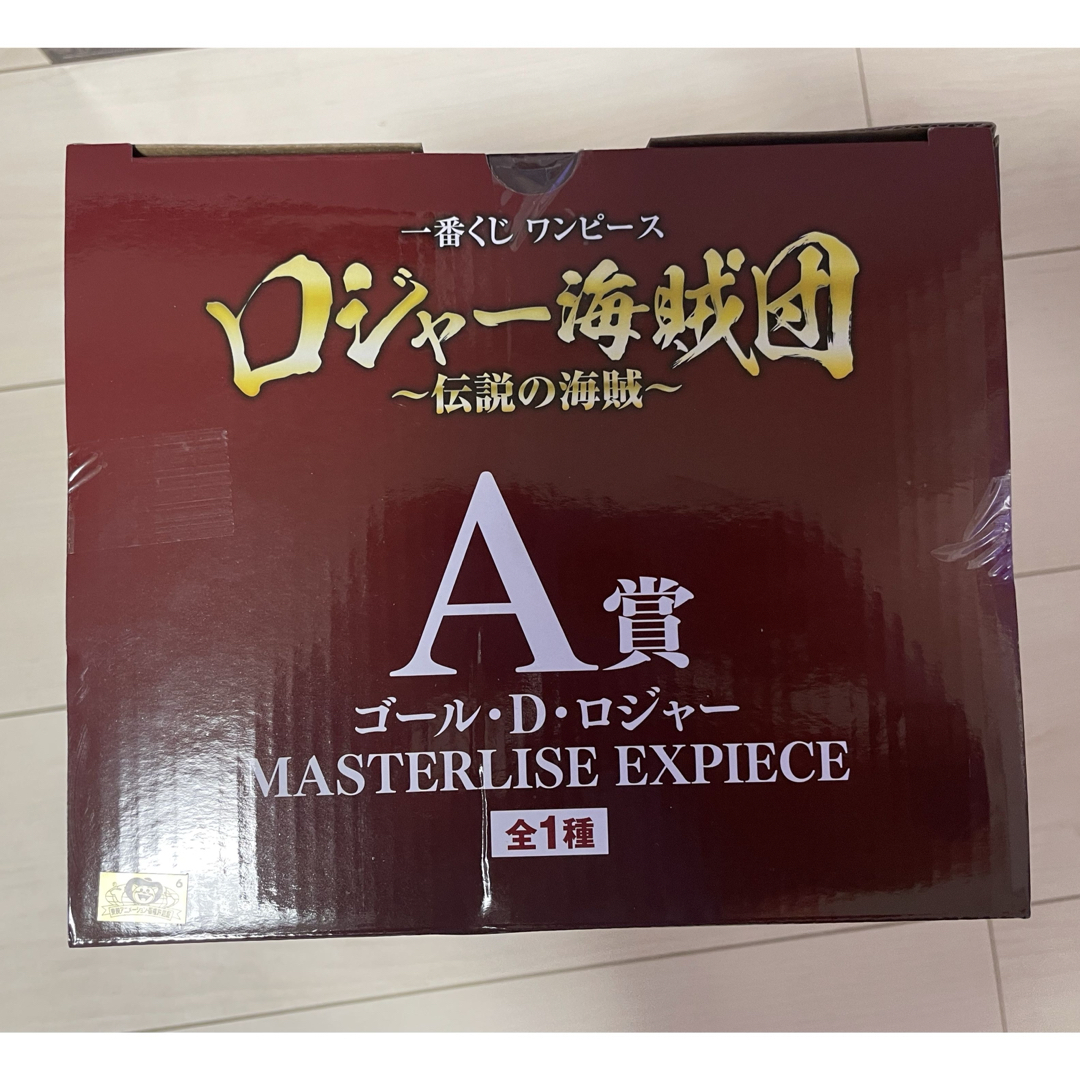 一番くじ ワンピース
ロジャー海賊団
～伝説の海賊～
A賞
ゴール・D・ロジャー
MASTERLISE EXPIECE
全1種
6